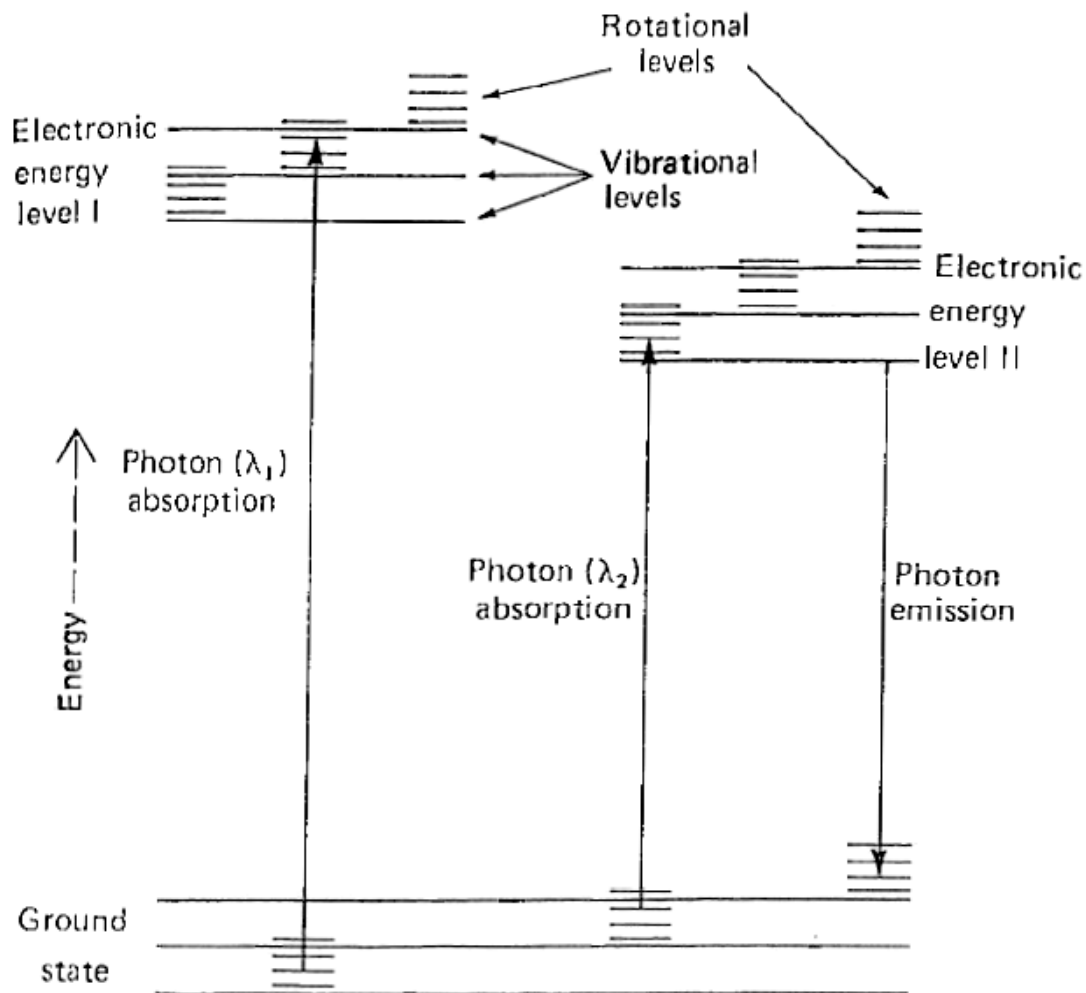 Rotational
levels
Electronic
energy
level I
Vibrational
levels
Electronic
energy
level II
Photon (λ₁)
absorption
Photon (λ₂)
absorption
Photon
emission
Energy
Ground
state